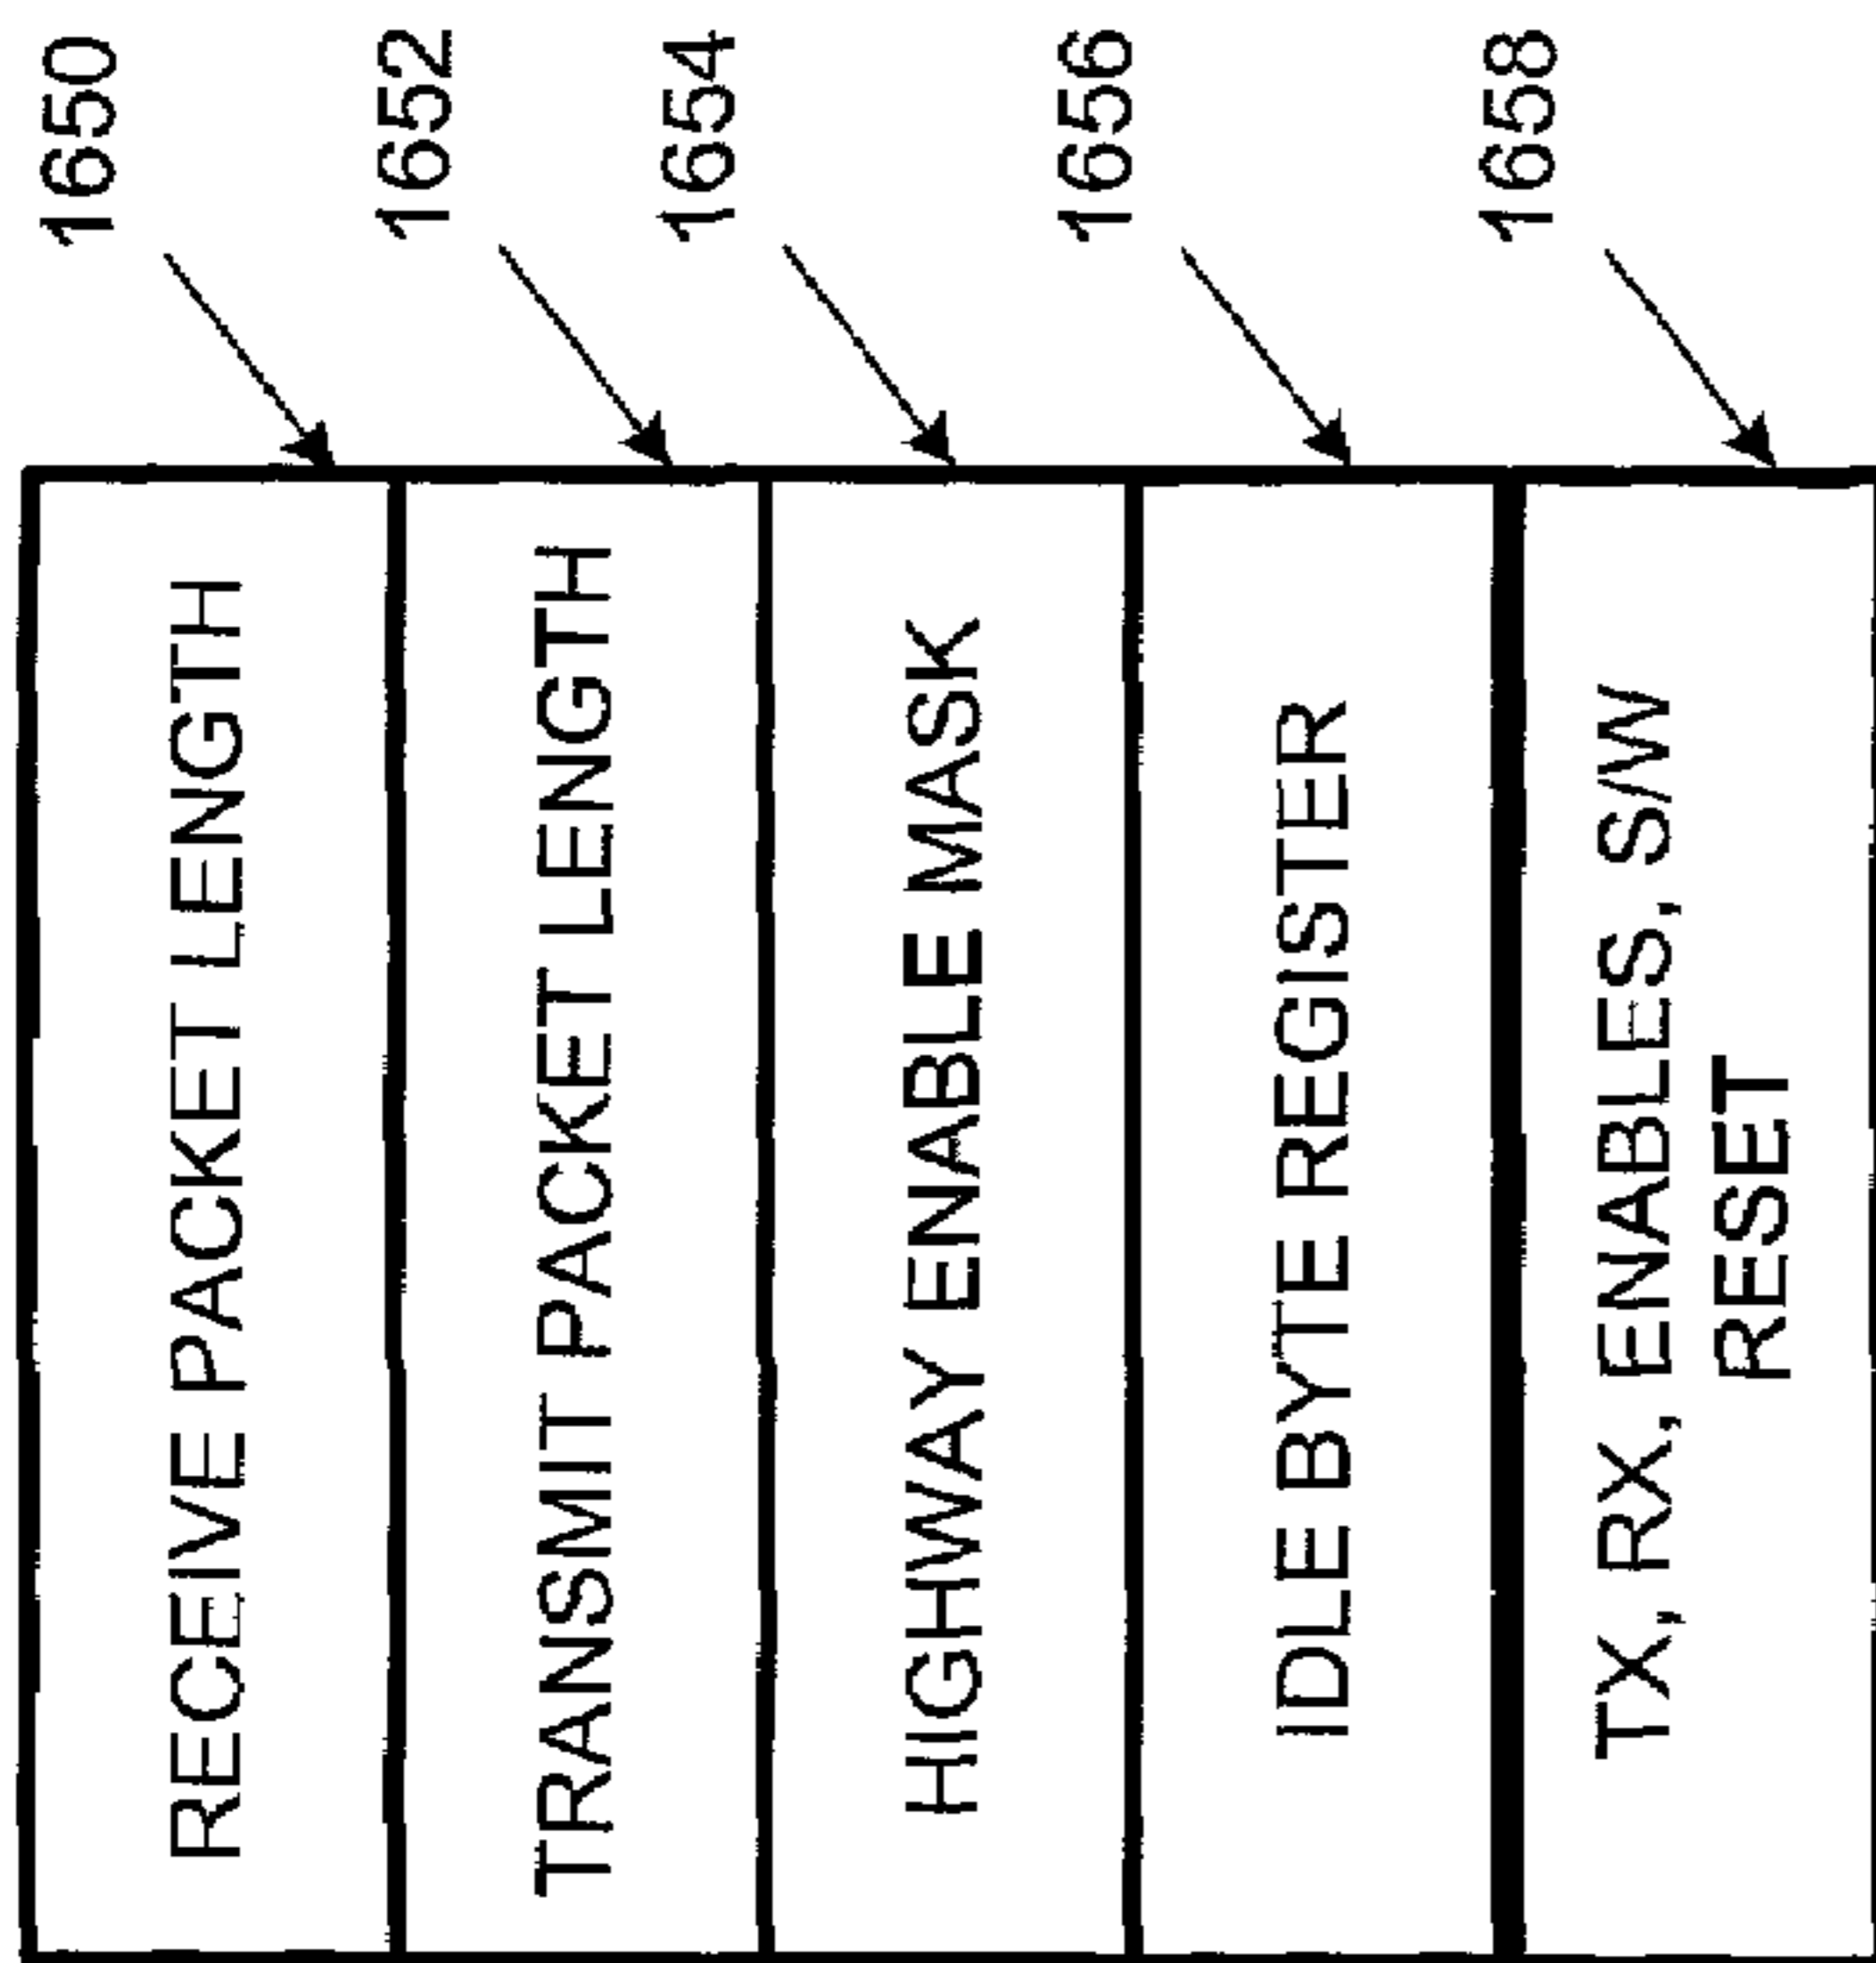 RECEIVE PACKET LENGTH
1650
TRANSMIT PACKET LENGTH
1652
HIGHWAY ENABLE MASK
1654
IDLE BYTE REGISTER
1656
TX, RX, ENABLES, S/W
RESET
1658